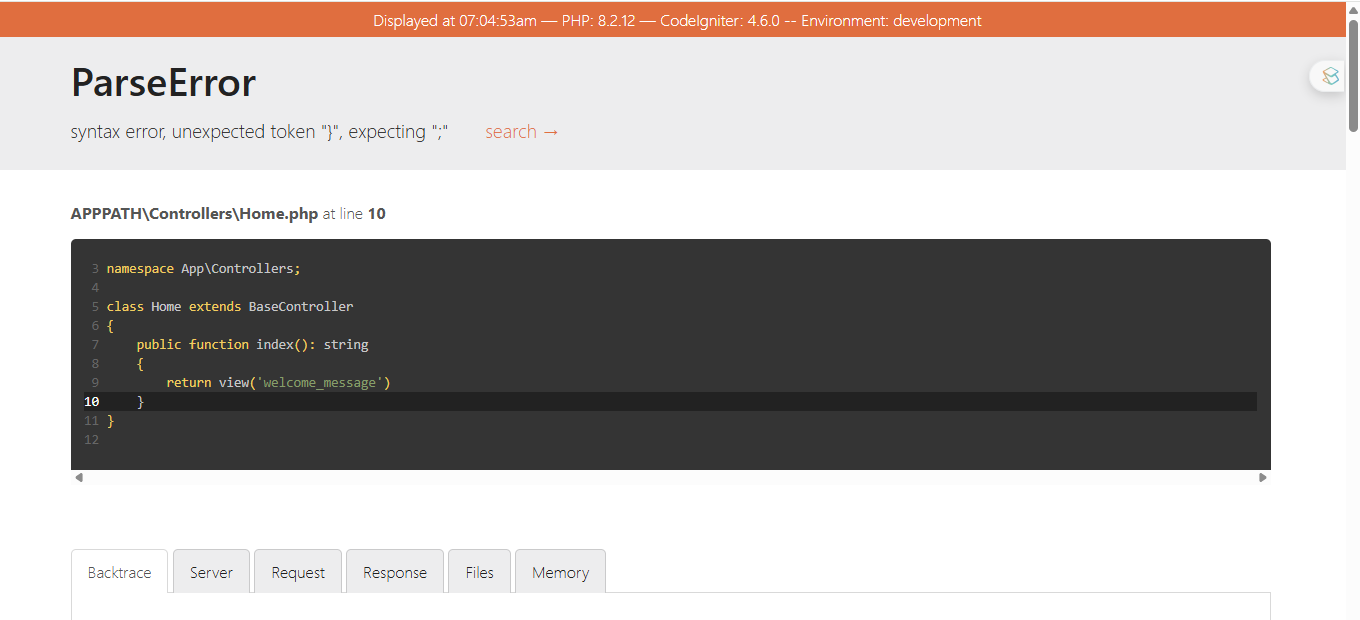 Displayed at 07:04:53am — PHP: 8.2.12 — CodeIgniter: 4.6.0 -- Environment: development
ParseError
syntax error, unexpected token "}", expecting ";" search →
APPPATH\Controllers\Home.php at line 10
3 namespace App\Controllers;
4
5 class Home extends BaseController
6 {
7     public function index(): string
8     {
9         return view('welcome_message')
10     }
11 }
12
Backtrace Server Request Response Files Memory